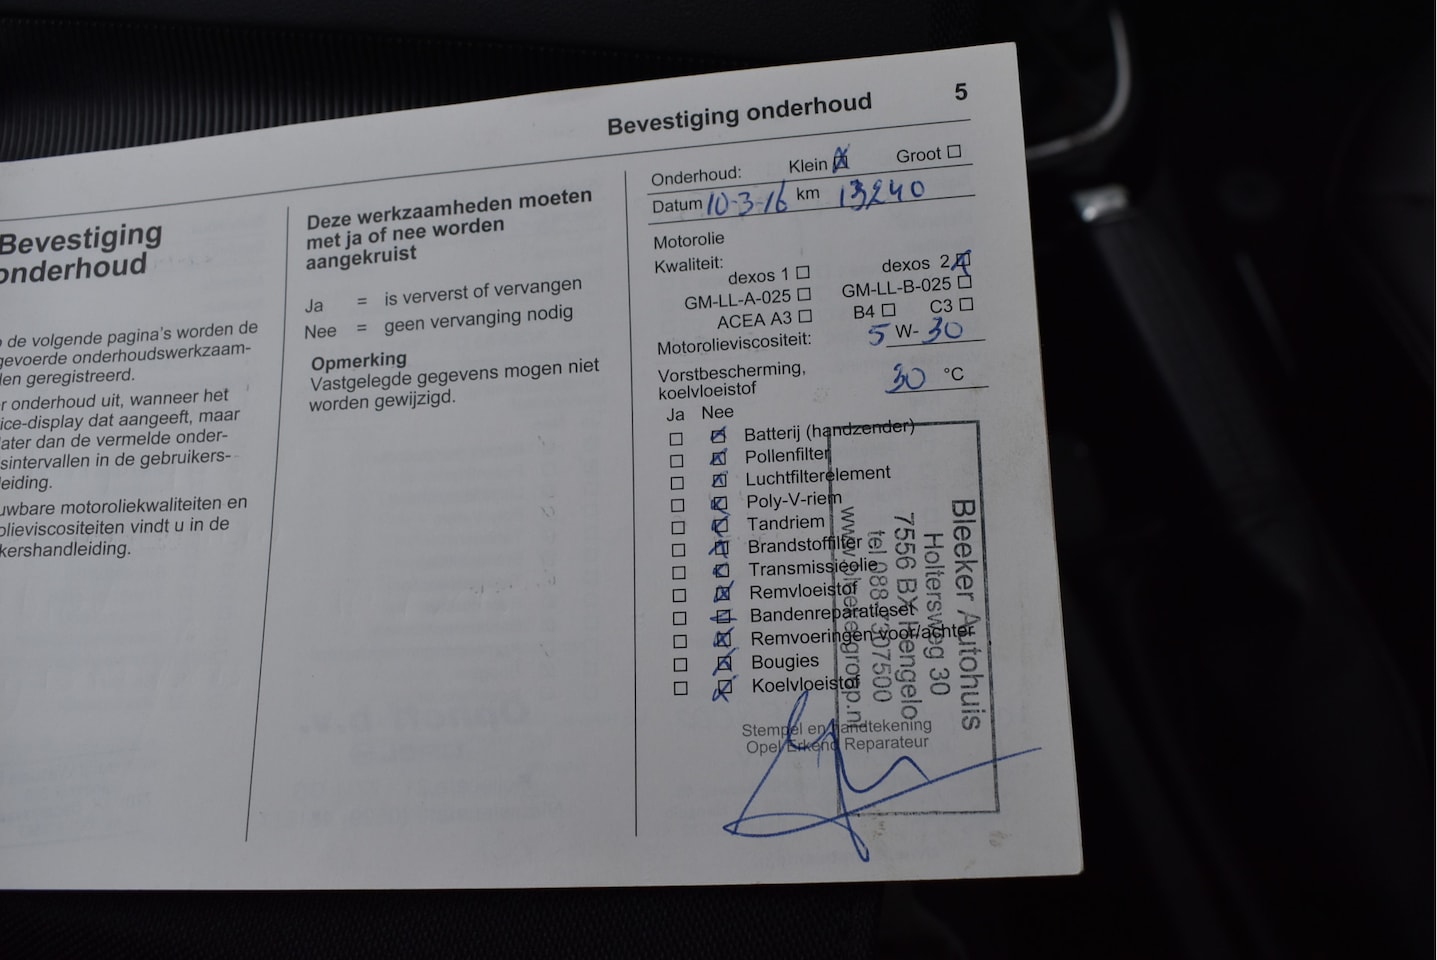 Bevestiging onderhoud 5
Bevestiging
onderhoud
de volgende pagina's worden de
gevoerde onderhoudswerkzaam-
den geregistreerd.
onderhoud uit, wanneer het
ice-display dat aangeeft, maar
later dan de vermelde onder-
sintervallen in de gebruikers-
leiding.
uwbare motoroliekwaliteiten en
olieviscositeiten vindt u in de
kershandleiding.
Deze werkzaamheden moeten
met ja of nee worden
aangekruist
Ja = is ververst of vervangen
Nee = geen vervanging nodig
Opmerking
Vastgelegde gegevens mogen niet
worden gewijzigd.
Onderhoud: Klein Groot
Datum 10-3-16 km 13240
Motorolie
Kwaliteit:
dexos 1 dexos 2
GM-LL-A-025 GM-LL-B-025
ACEA A3 B4 C3
Motorolieviscositeit: 5 W- 30
Vorstbescherming,
koelvloeistof 30 °C
Ja Nee
Batterij (handzender)
Pollenfilter
Luchtfilterelement
Poly-V-riem
Tandriem
Brandstoffilter
Transmissieolie
Remvloeistof
Bandenreparatieset
Remvoeringen voor/achter
Bougies
Koelvloeistof
Stempel en handtekening
Opel Erkend Reparateur
Bleeker Autohuis
Holtersweg 30
7556 BX Hengelo
tel 088 7307500